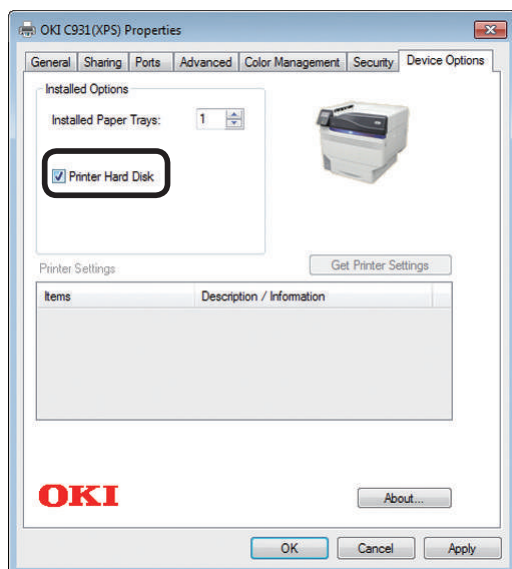 OKI C931(XPS) Properties
General Sharing Ports Advanced Color Management Security Device Options
Installed Options
Installed Paper Trays: 1
Printer Hard Disk
Printer Settings
Get Printer Settings
Items Description / Information
OKI
About...
OK Cancel Apply